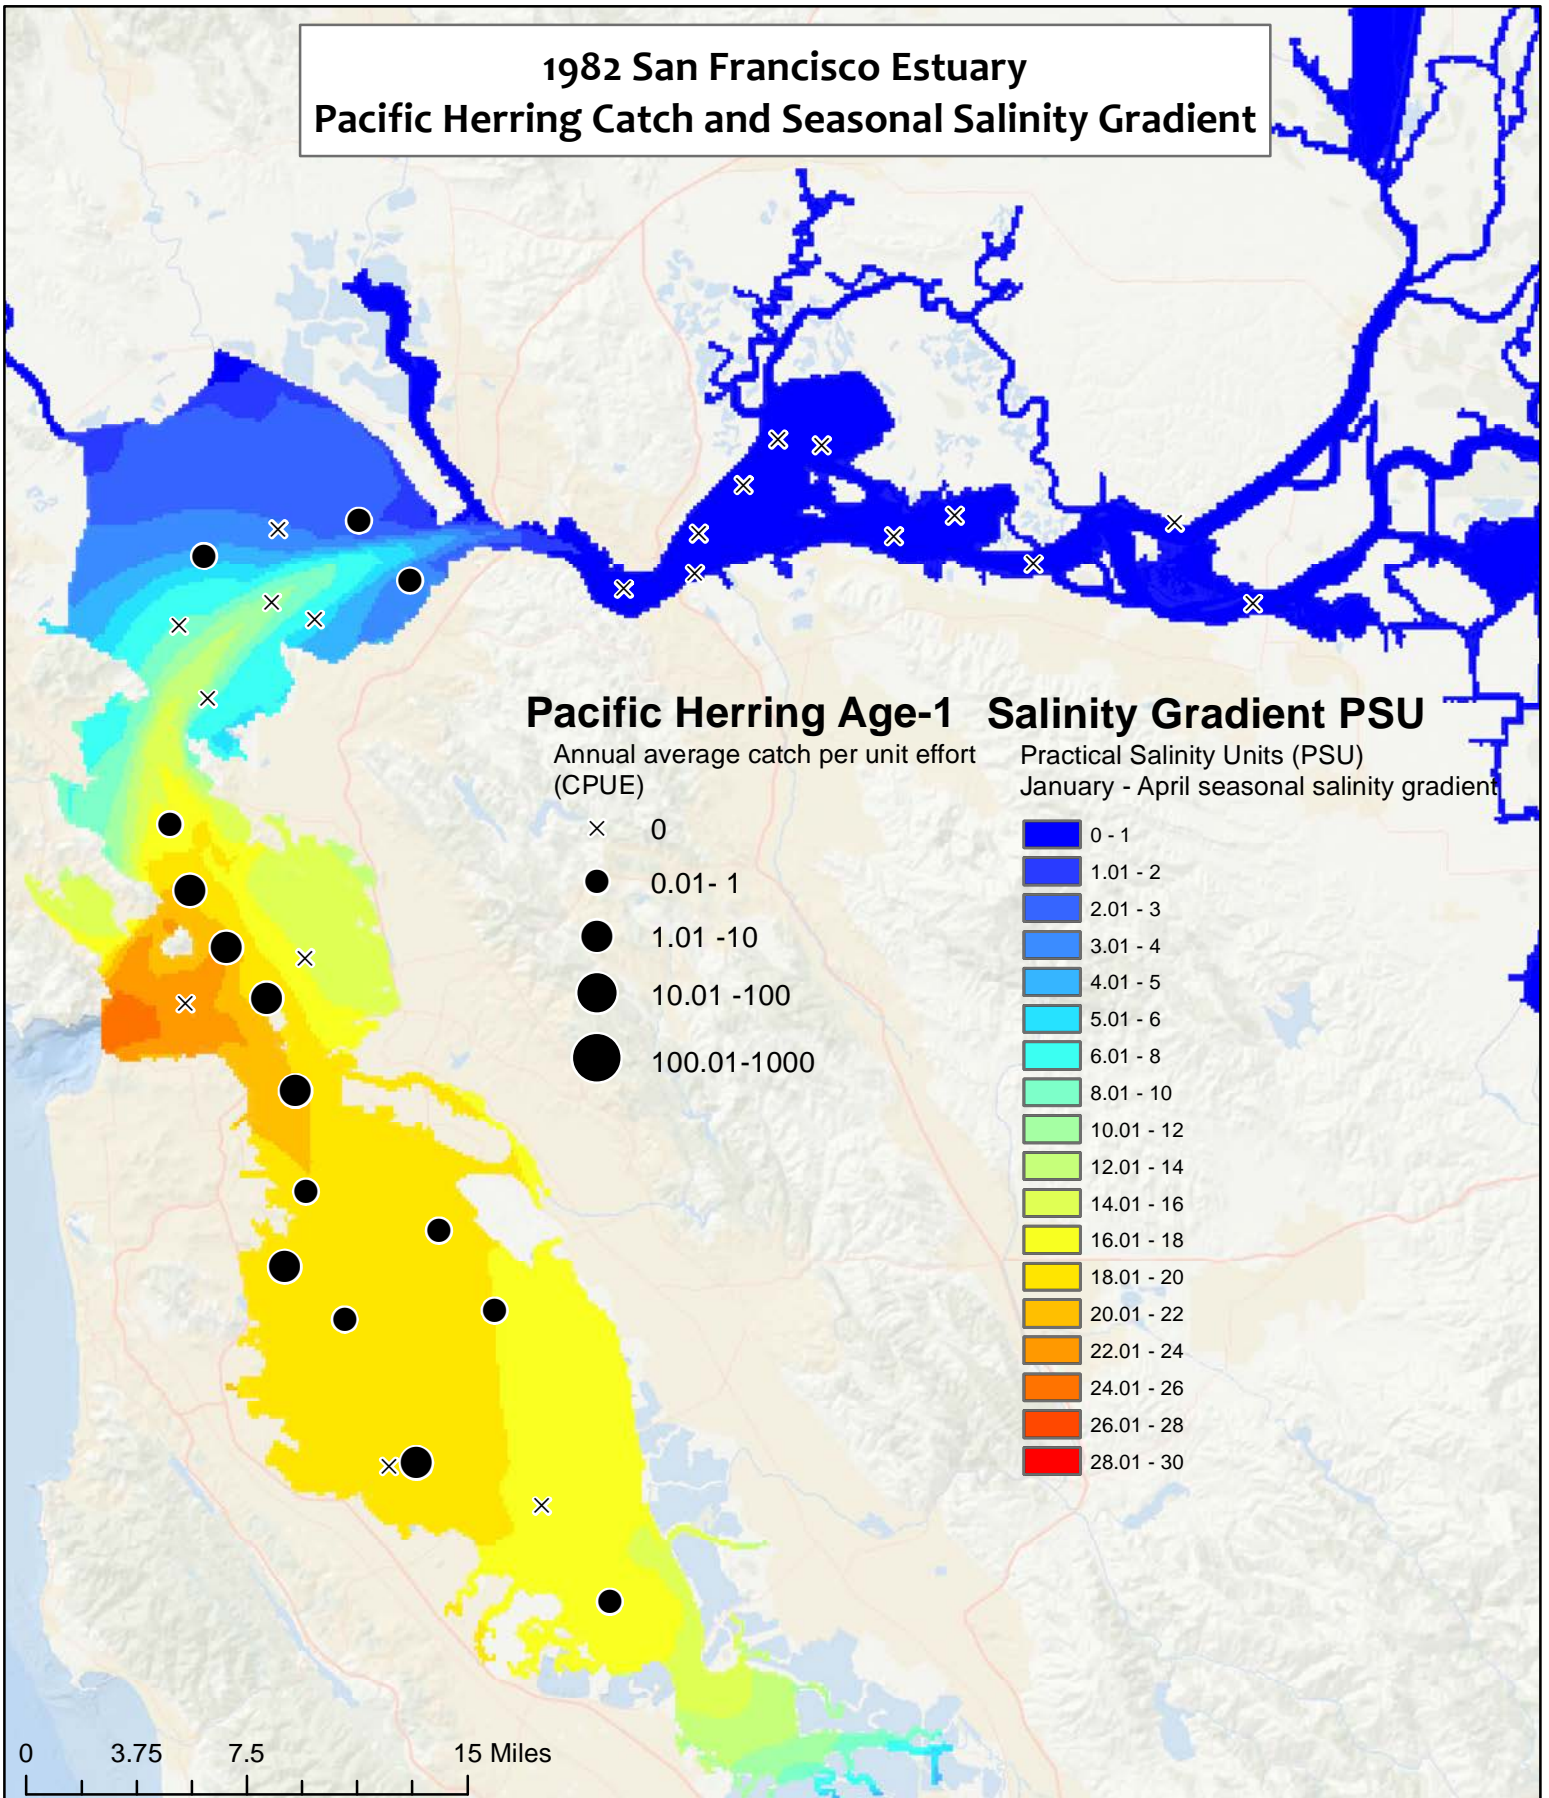 1982 San Francisco Estuary
Pacific Herring Catch and Seasonal Salinity Gradient
Pacific Herring Age-1
Annual average catch per unit effort
(CPUE)
0
0.01- 1
1.01 -10
10.01 -100
100.01-1000
Salinity Gradient PSU
Practical Salinity Units (PSU)
January - April seasonal salinity gradient
0 - 1
1.01 - 2
2.01 - 3
3.01 - 4
4.01 - 5
5.01 - 6
6.01 - 8
8.01 - 10
10.01 - 12
12.01 - 14
14.01 - 16
16.01 - 18
18.01 - 20
20.01 - 22
22.01 - 24
24.01 - 26
26.01 - 28
28.01 - 30
0 3.75 7.5 15 Miles